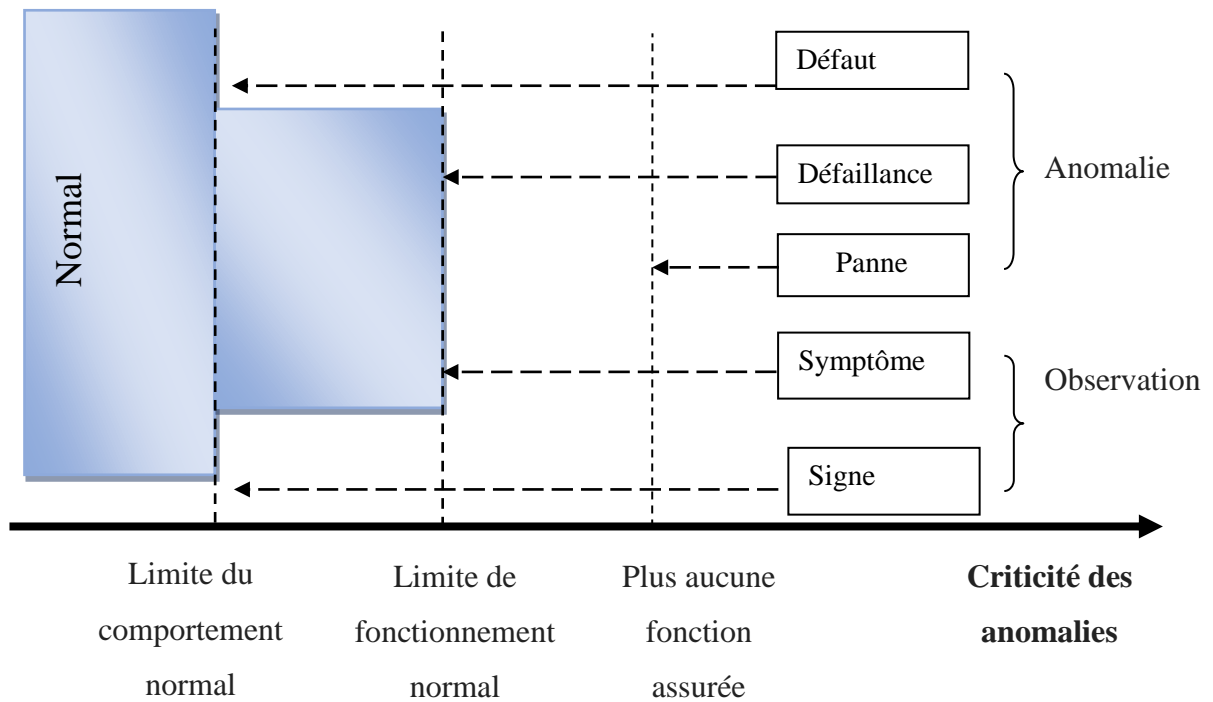 Défaut
Normal
Défaillance
Anomalie
Panne
Symptôme
Observation
Signe
Limite du
comportement
normal
Limite de
fonctionnement
normal
Plus aucune
fonction
assurée
Criticité des
anomalies